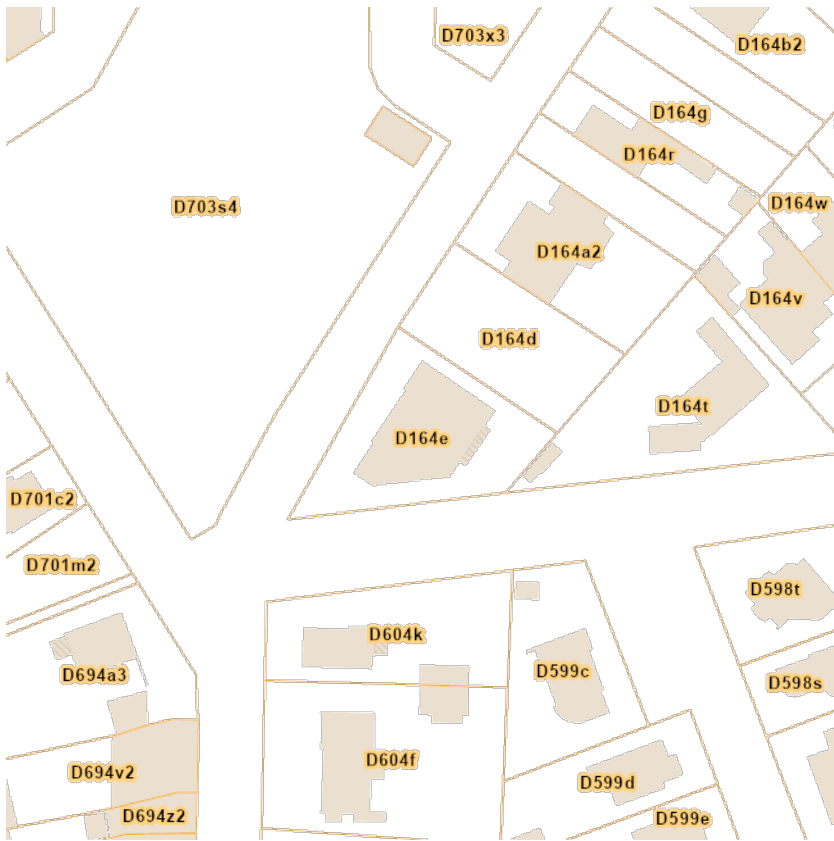 D703x3
D164b2
D164g
D164r
D703s4
D164w
D164a2
D164v
D164d
D164t
D164e
D701c2
D701m2
D598t
D604k
D599c
D694a3
D598s
D604f
D694v2
D599d
D694z2
D599e